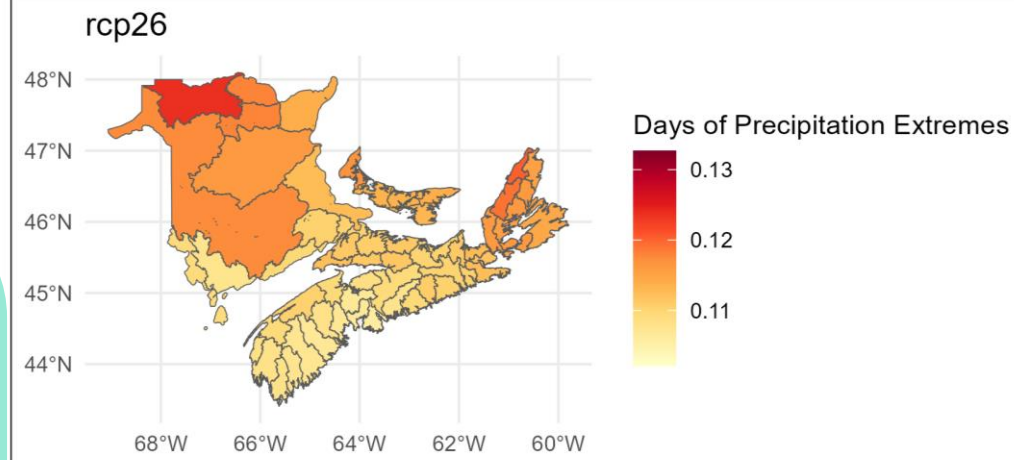 rcp26
48°N
47°N
46°N
45°N
44°N
68°W 66°W 64°W 62°W 60°W
Days of Precipitation Extremes
0.13
0.12
0.11